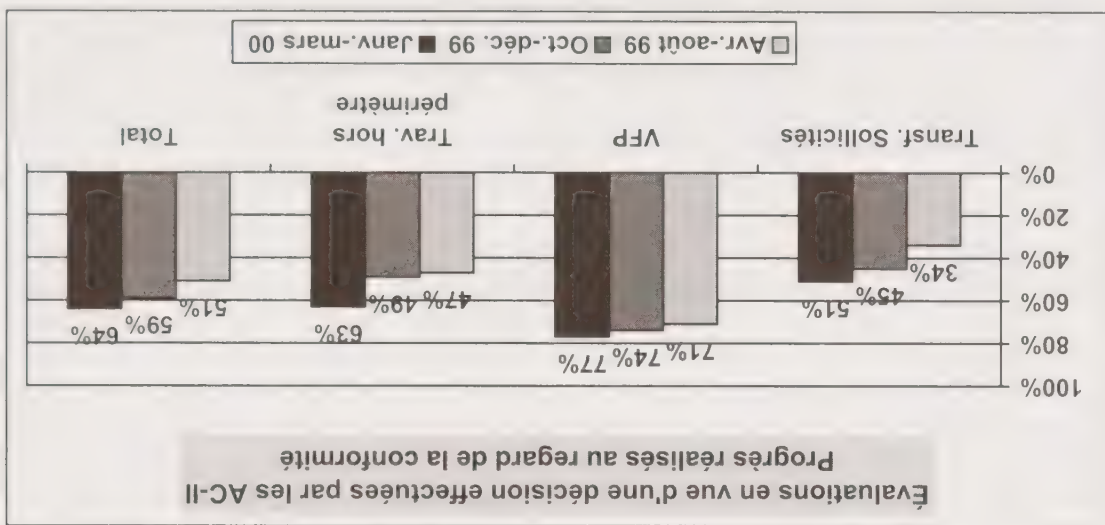 Évaluations en vue d'une décision effectuées par les AC-II
Progrès réalisés au regard de la conformité
100%
80%
60%
40%
20%
0%
34%
45%
51%
71%
74%
77%
47%
49%
63%
51%
59%
64%
Transf. Sollicités
VFP
Trav. hors
périmètre
Total
Avr.-août 99
Oct.-déc. 99
Janv.-mars 00